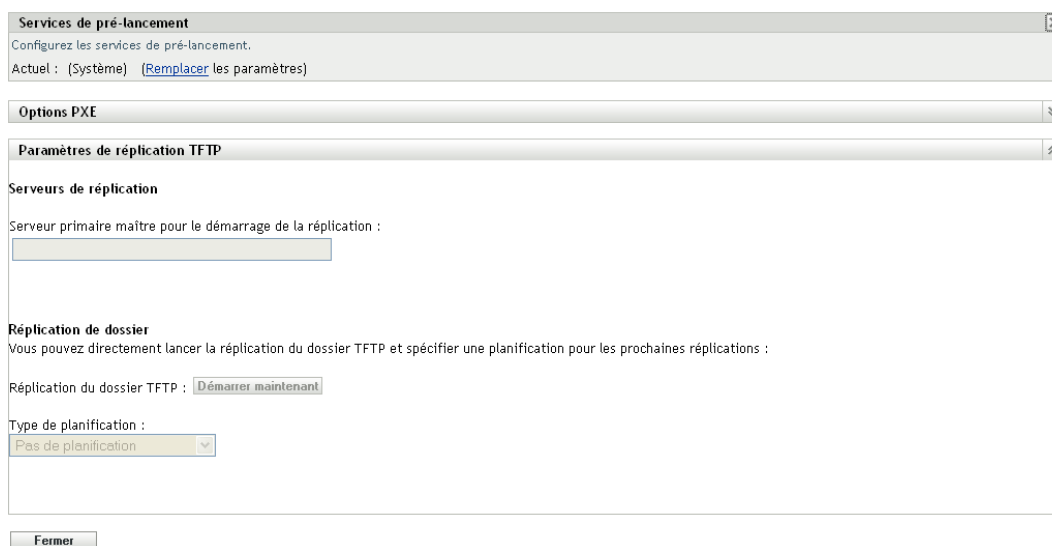 Services de pré-lancement
Configurez les services de pré-lancement.
Actuel : (Système) (Remplacer les paramètres)
Options PXE
Paramètres de réplication TFTP
Serveurs de réplication
Serveur primaire maître pour le démarrage de la réplication :
Réplication de dossier
Vous pouvez directement lancer la réplication du dossier TFTP et spécifier une planification pour les prochaines réplications :
Réplication du dossier TFTP : Démarrer maintenant
Type de planification :
Pas de planification
Fermer